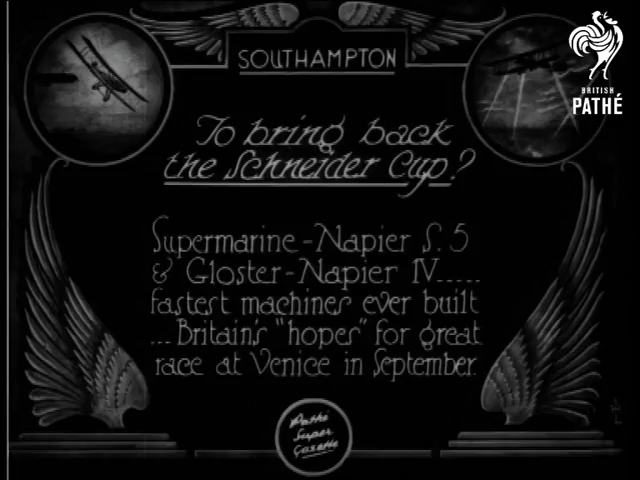 SOUTHAMPTON
BRITISH
PATHÉ
To bring back
the Schneider Cup?
Supermarine-Napier S. 5
& Gloster-Napier IV.....
fastest machines ever built
...Britain's "hopes" for great
race at Venice in September.
Pathé
Super
Gazette